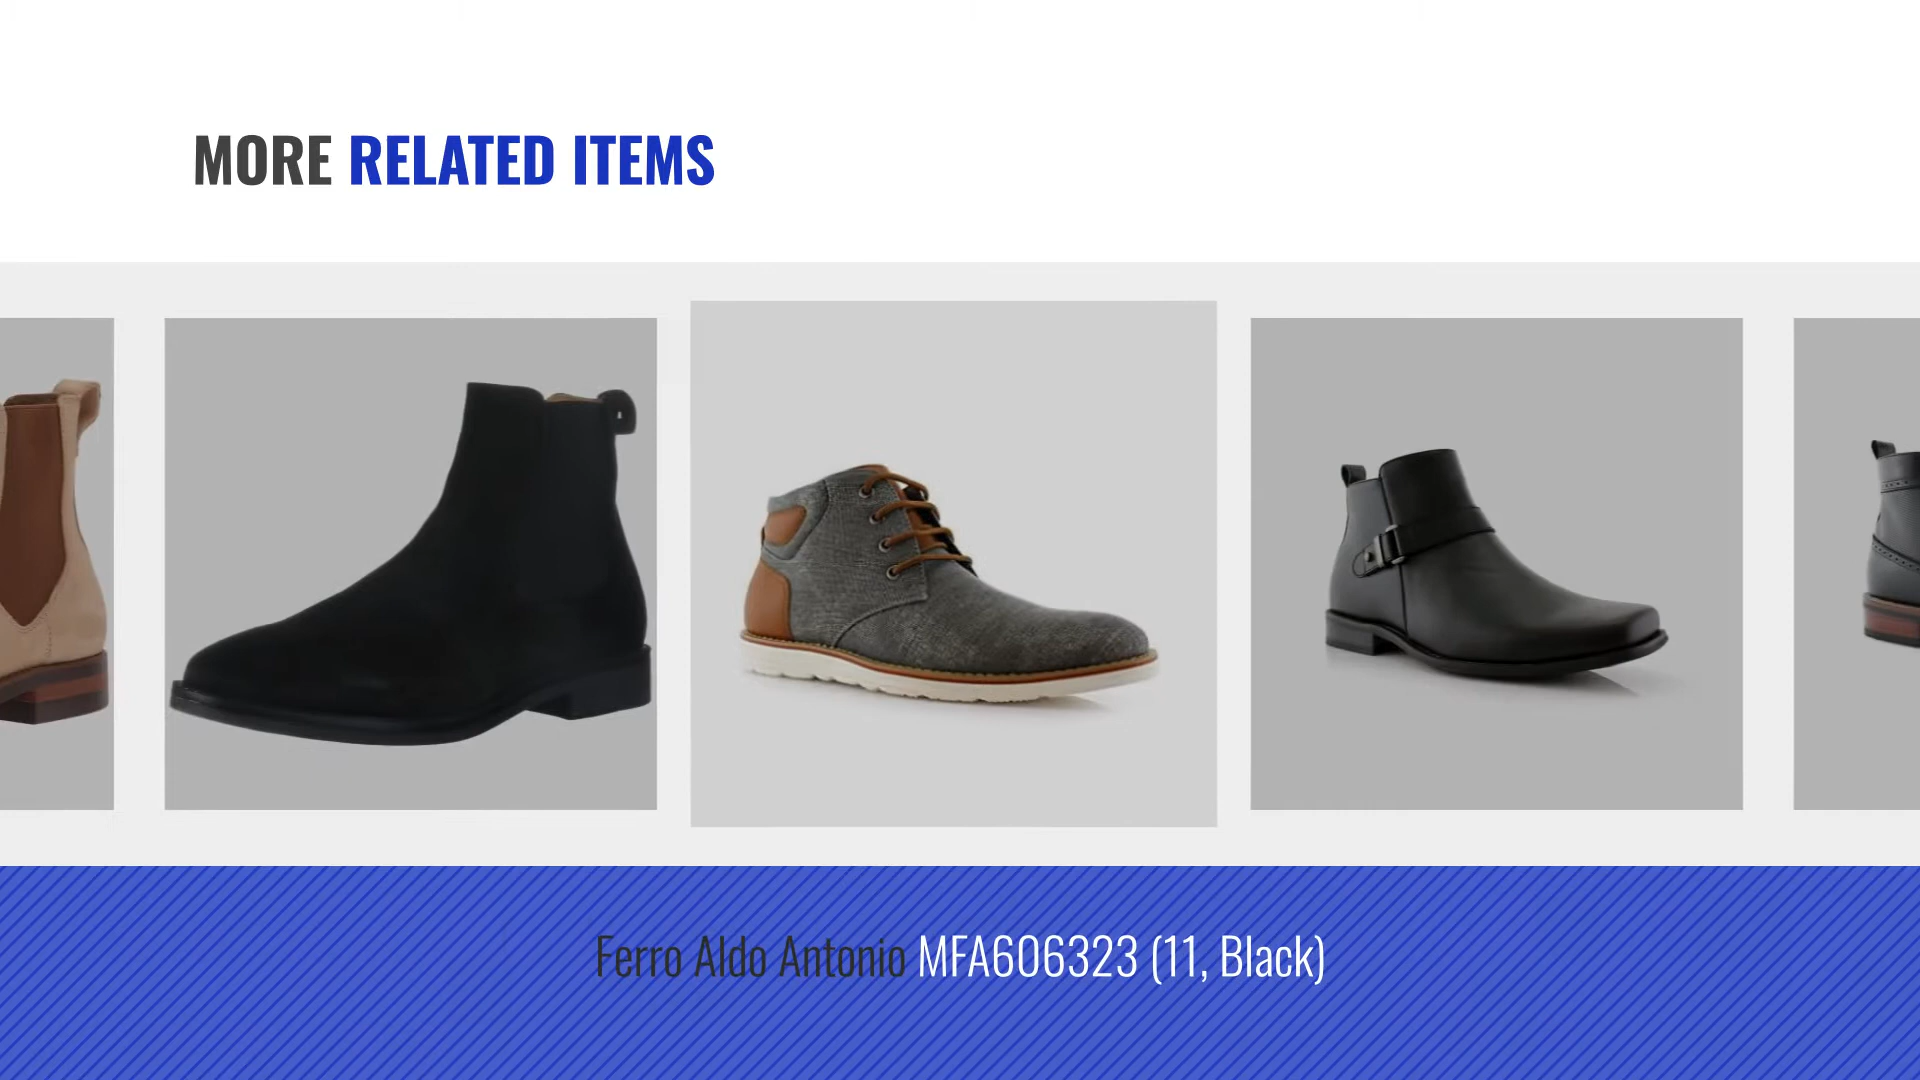 MORE RELATED ITEMS
Ferro Aldo Antonio MFA606323 (11, Black)